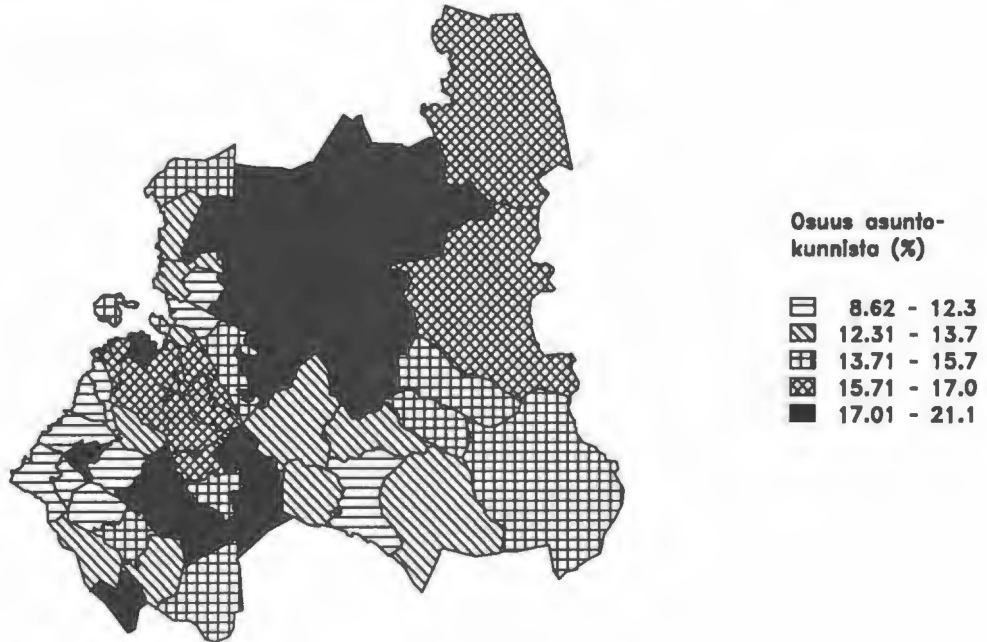 Osuus asunto-
kunnista (%)
8.62 - 12.3
12.31 - 13.7
13.71 - 15.7
15.71 - 17.0
17.01 - 21.1